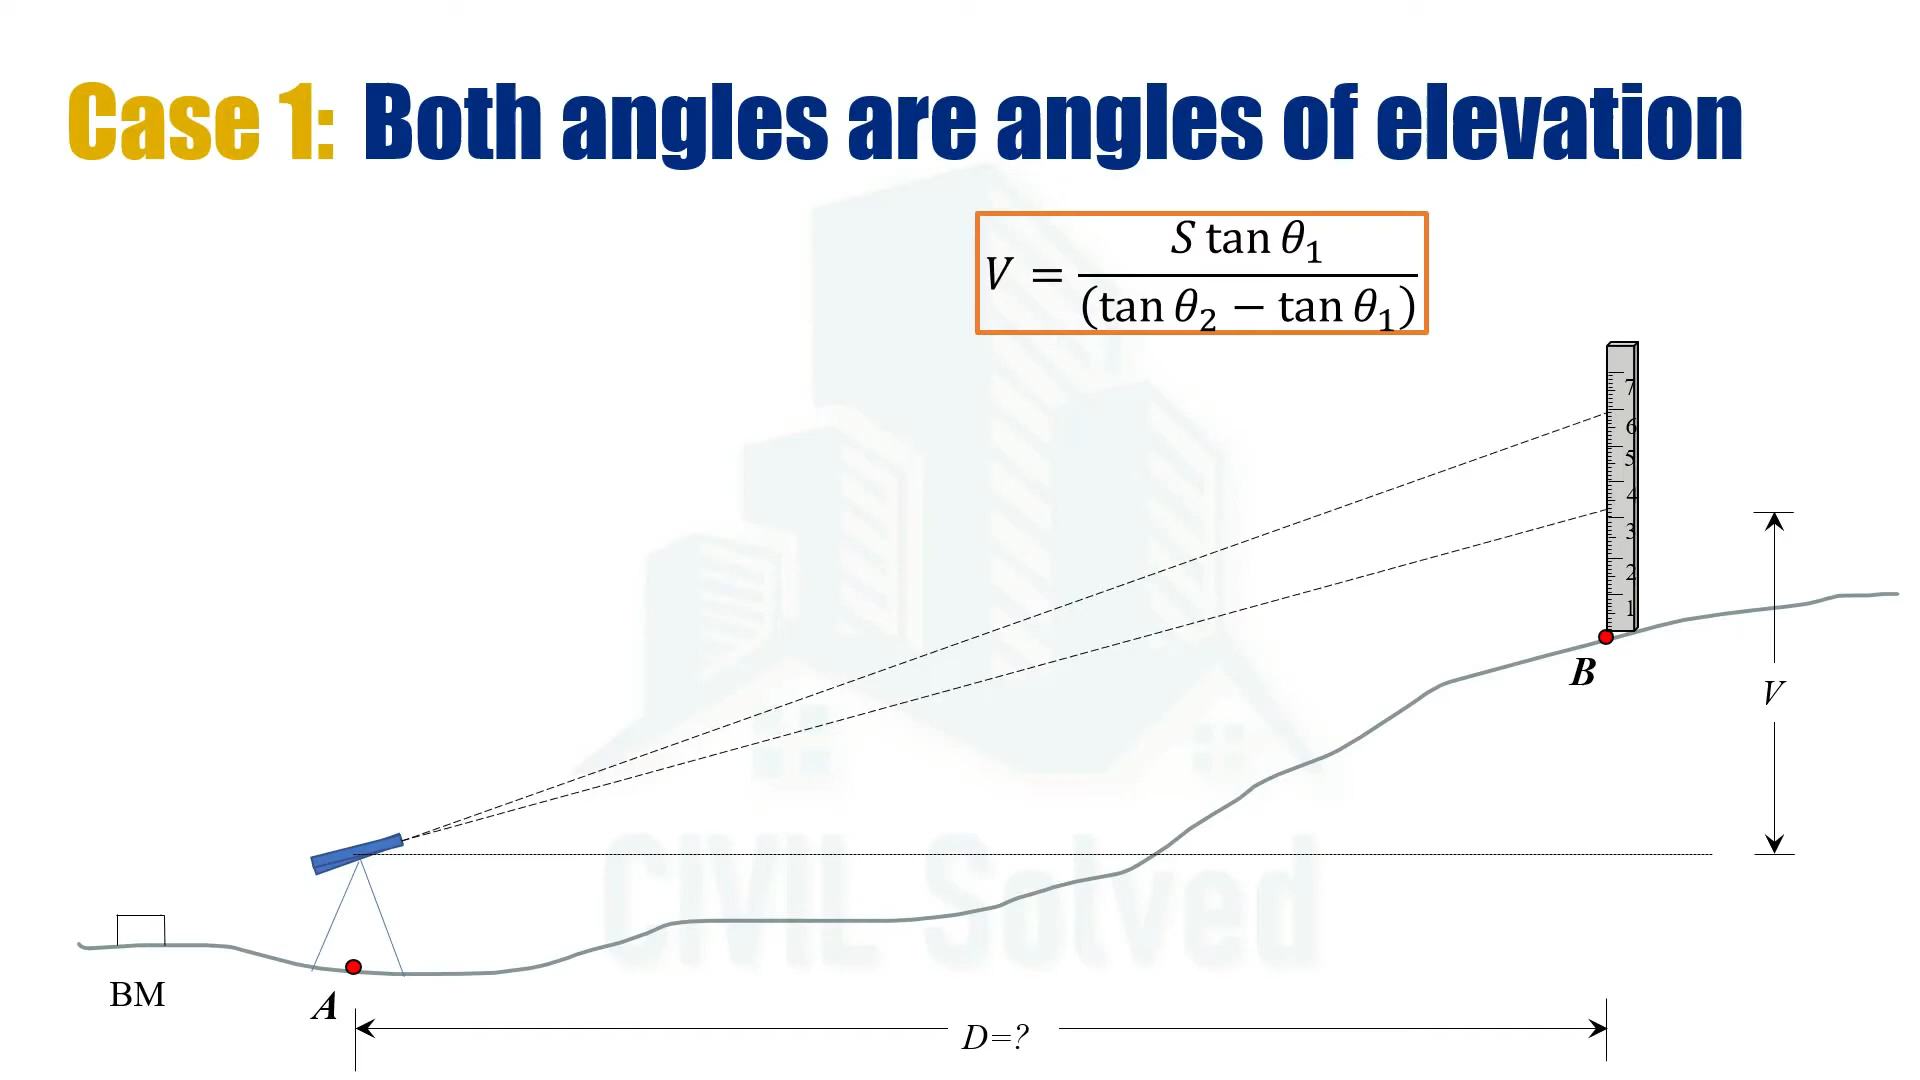 Case 1: Both angles are angles of elevation
V = S tan θ₁ / (tan θ₂ − tan θ₁)
7
6
5
4
3
2
1
B
V
CIVIL Solved
BM
A
D=?